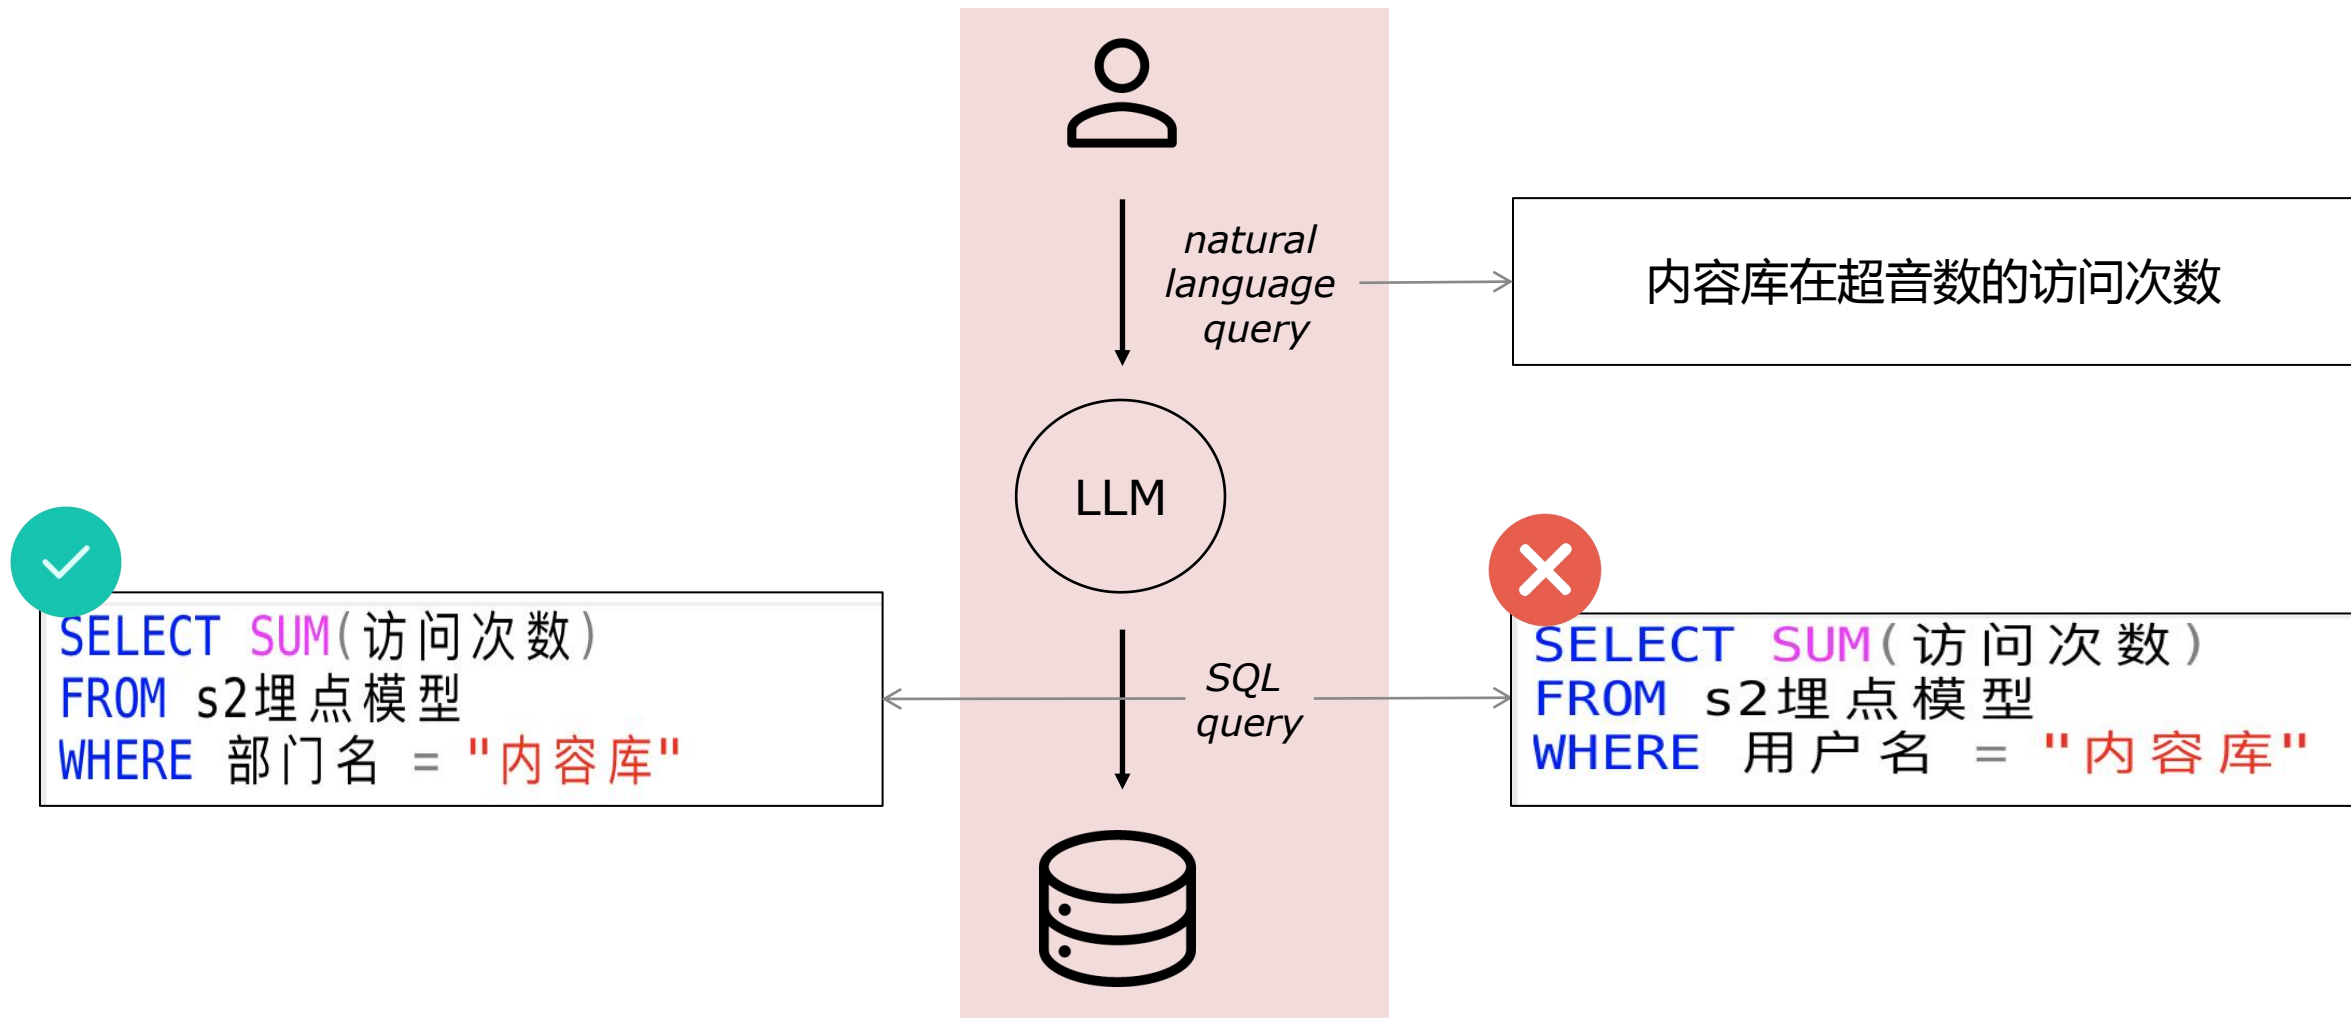 natural
language
query
内容库在超音数的访问次数
LLM
SELECT SUM(访问次数)
FROM s2埋点模型
WHERE 部门名 = "内容库"
SQL
query
SELECT SUM(访问次数)
FROM s2埋点模型
WHERE 用户名 = "内容库"